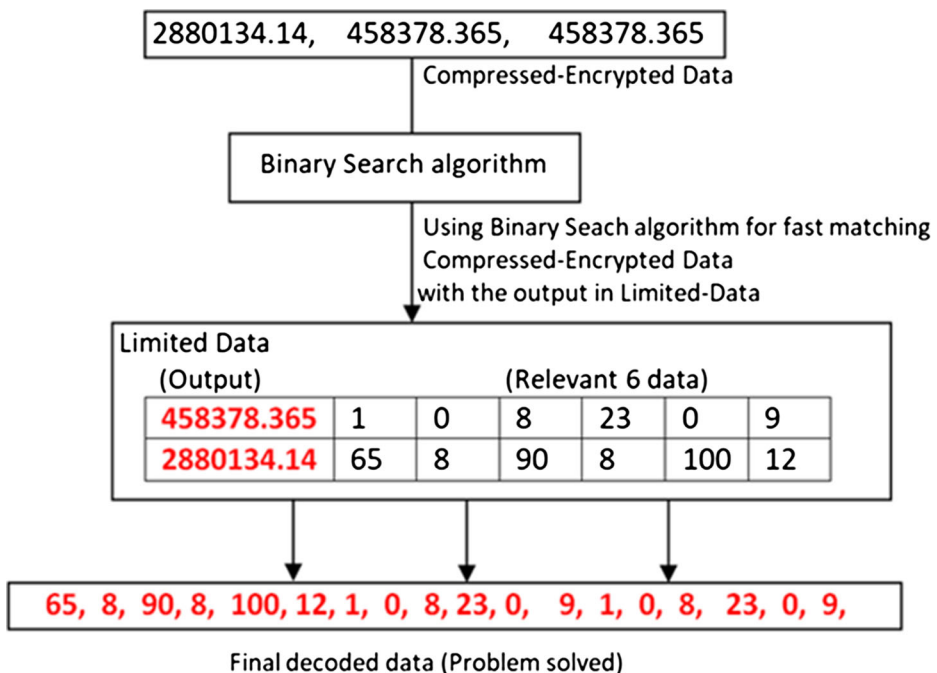 2880134.14, 458378.365, 458378.365
Compressed-Encrypted Data
Binary Search algorithm
Using Binary Seach algorithm for fast matching
Compressed-Encrypted Data
with the output in Limited-Data
Limited Data
(Output) (Relevant 6 data)
458378.365 1 0 8 23 0 9
2880134.14 65 8 90 8 100 12
65, 8, 90, 8, 100, 12, 1, 0, 8, 23, 0, 9, 1, 0, 8, 23, 0, 9,
Final decoded data (Problem solved)